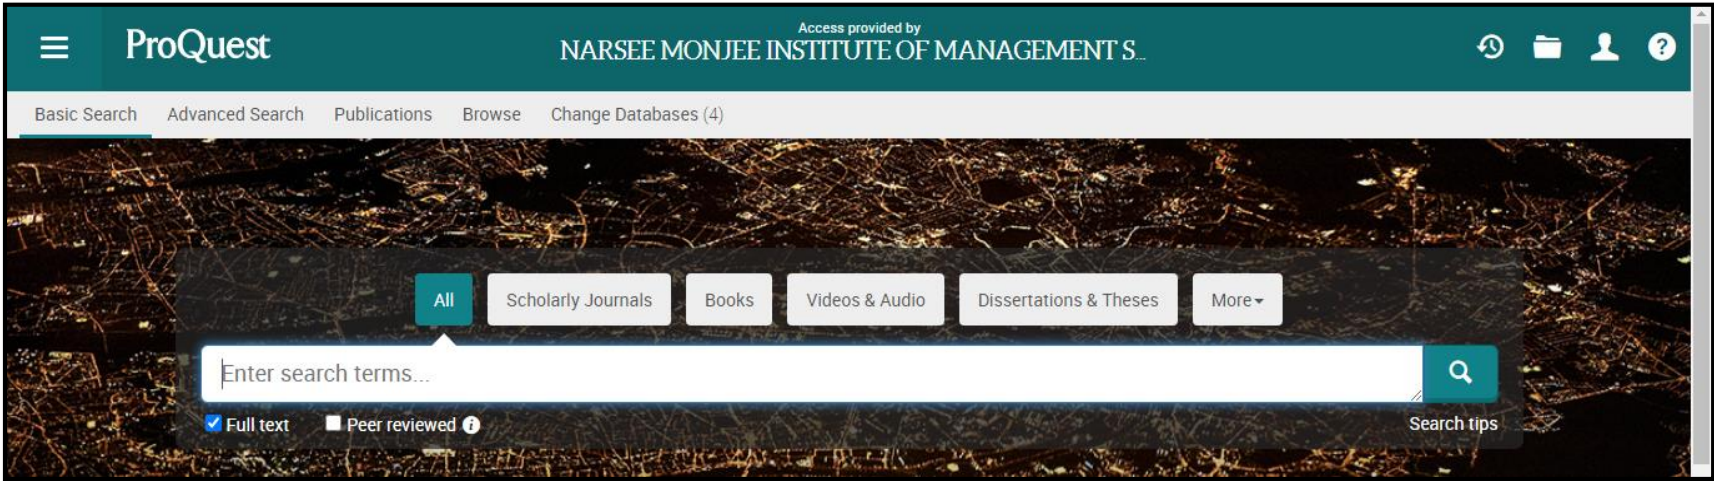 ProQuest
Access provided by
NARSEE MONJEE INSTITUTE OF MANAGEMENT S...
Basic Search Advanced Search Publications Browse Change Databases (4)
All Scholarly Journals Books Videos & Audio Dissertations & Theses More
Enter search terms...
Full text Peer reviewed Search tips